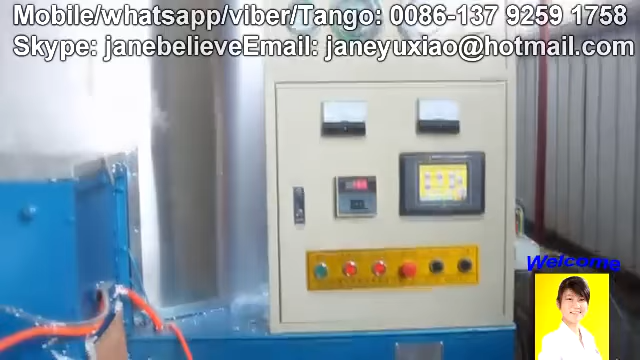 Mobile/whatsapp/viber/Tango: 0086-137 9259 1758
Skype: janebelieveEmail: janeyuxiao@hotmail.com
Welcome